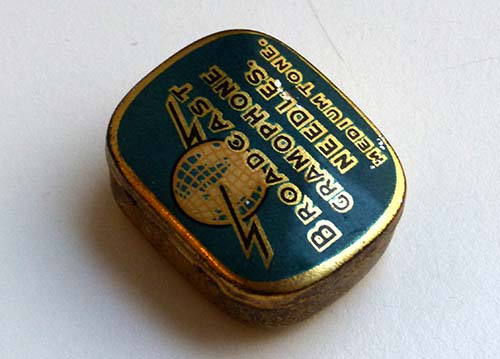 BROADCAST
GRAMOPHONE
NEEDLES.
MEDIUM TONE.